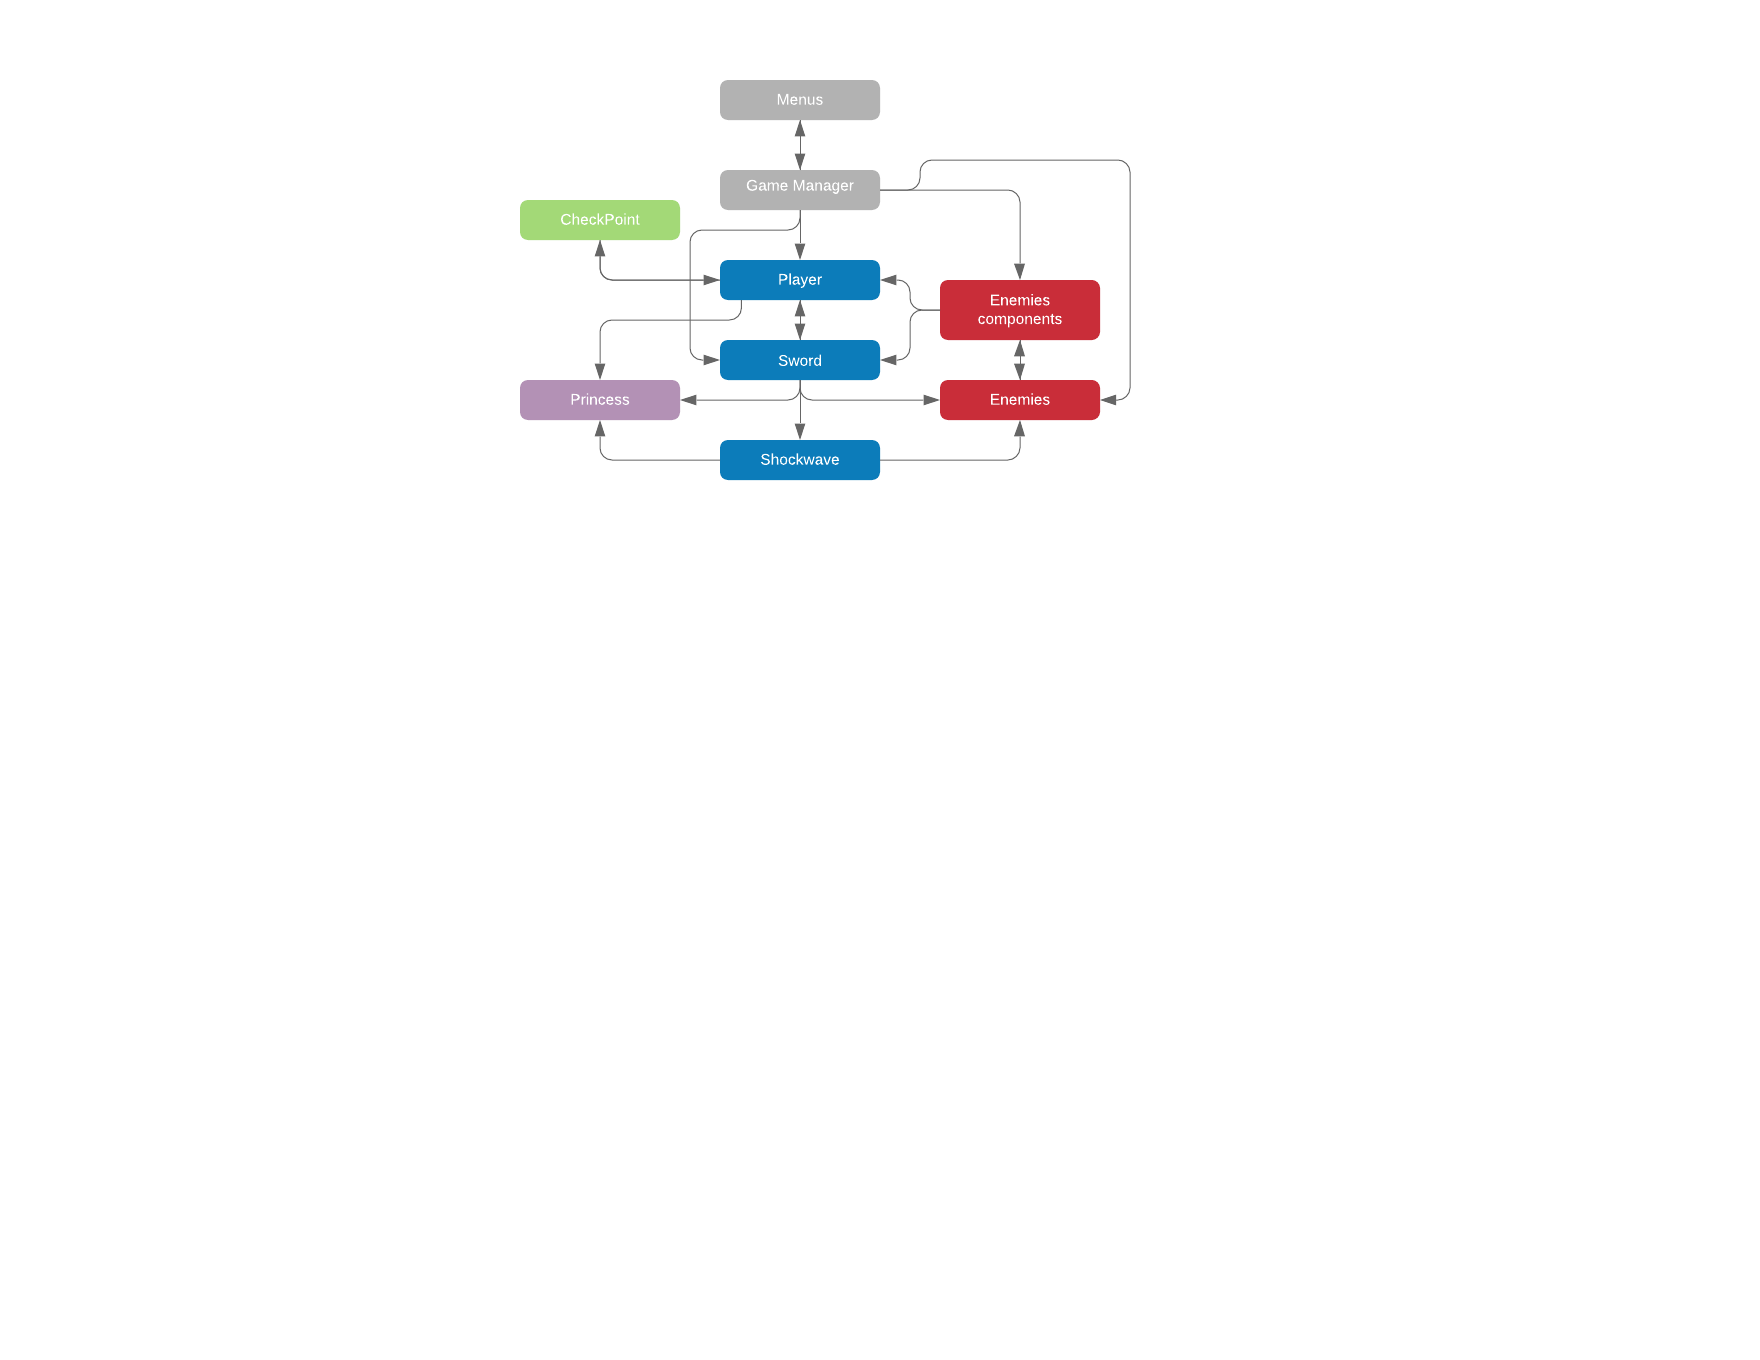 Menus
Game Manager
CheckPoint
Player
Enemies
components
Sword
Princess
Enemies
Shockwave